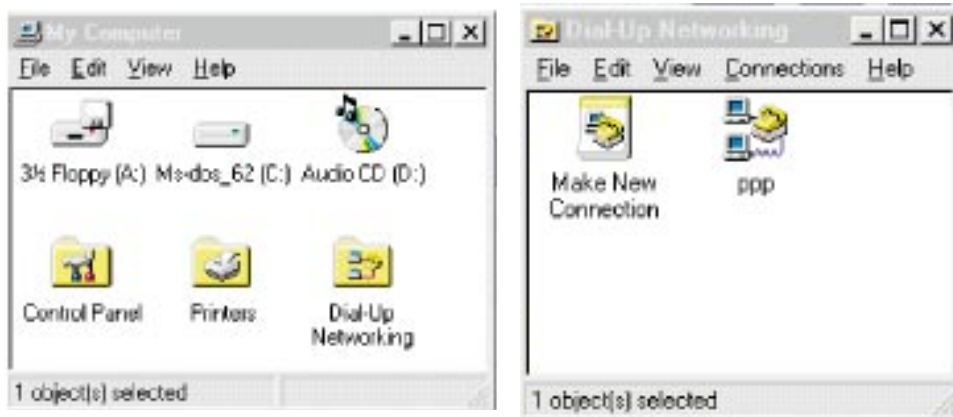 My Computer
File Edit View Help
3½ Floppy (A:) Ms-dos_62 (C:) Audio CD (D:)
Control Panel Printers Dial-Up
Networking
1 object(s) selected
Dial-Up Networking
File Edit View Connections Help
Make New
Connection
ppp
1 object(s) selected